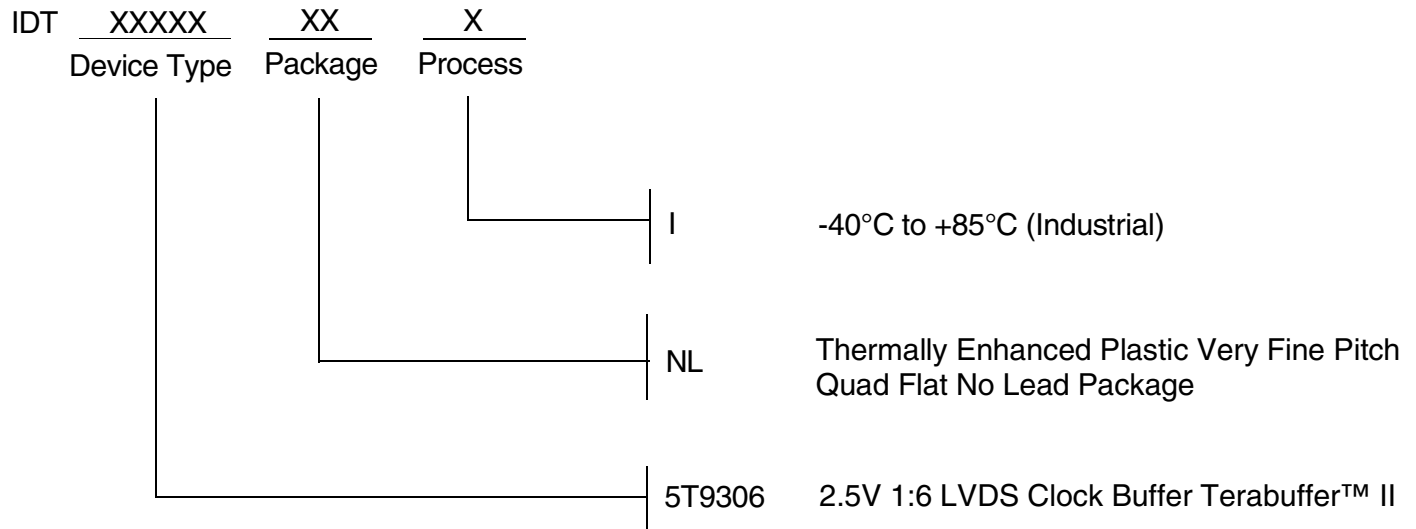 IDT XXXXX XX X
Device Type Package Process
I -40°C to +85°C (Industrial)
NL Thermally Enhanced Plastic Very Fine Pitch
Quad Flat No Lead Package
5T9306 2.5V 1:6 LVDS Clock Buffer Terabuffer™ II